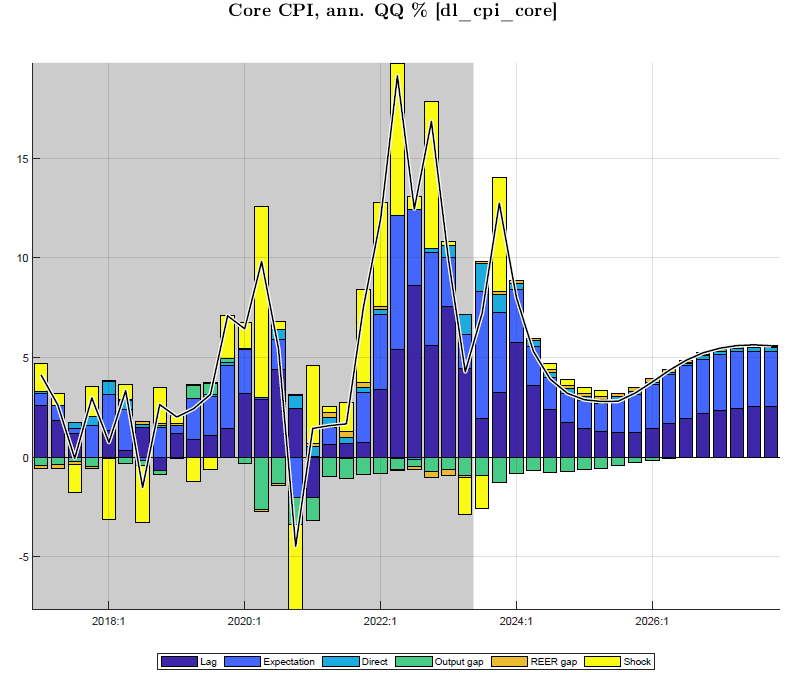 Core CPI, ann. QQ % [dl_cpi_core]
15
10
5
0
-5
2018:1 2020:1 2022:1 2024:1 2026:1
Lag Expectation Direct Output gap REER gap Shock